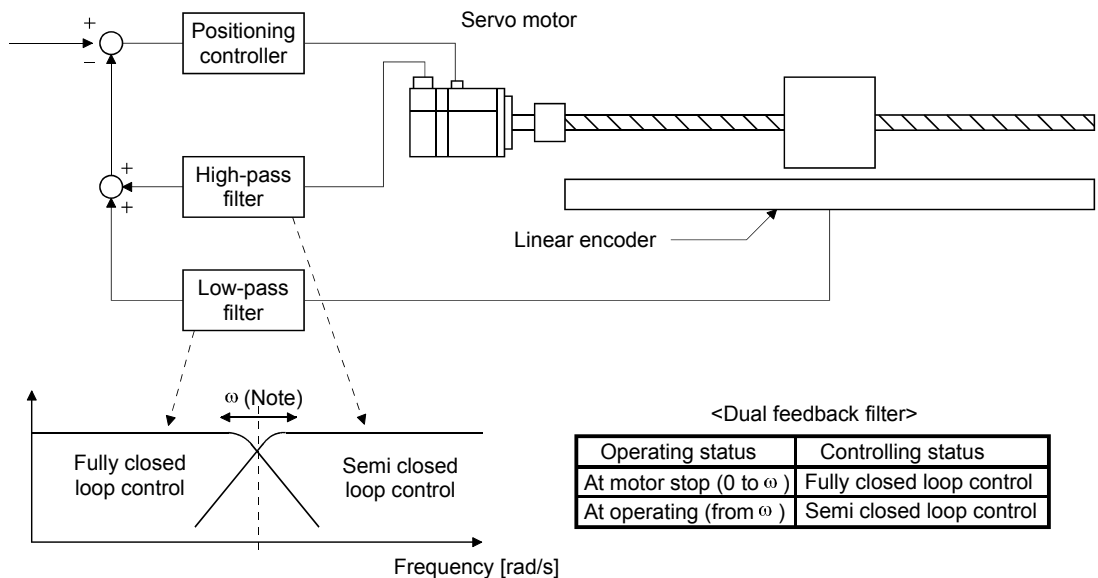 Servo motor
+
−
Positioning
controller
+
+
High-pass
filter
Linear encoder
Low-pass
filter
ω (Note)
Fully closed
loop control
Semi closed
loop control
Frequency [rad/s]
<Dual feedback filter>
Operating status Controlling status
At motor stop (0 to ω ) Fully closed loop control
At operating (from ω ) Semi closed loop control